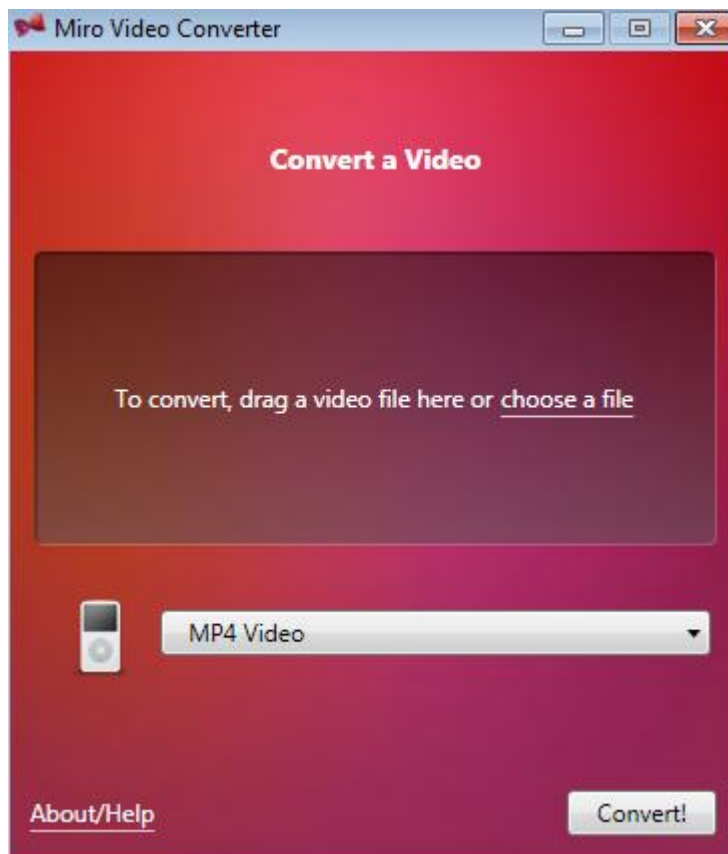 Miro Video Converter
Convert a Video
To convert, drag a video file here or choose a file
MP4 Video
About/Help
Convert!